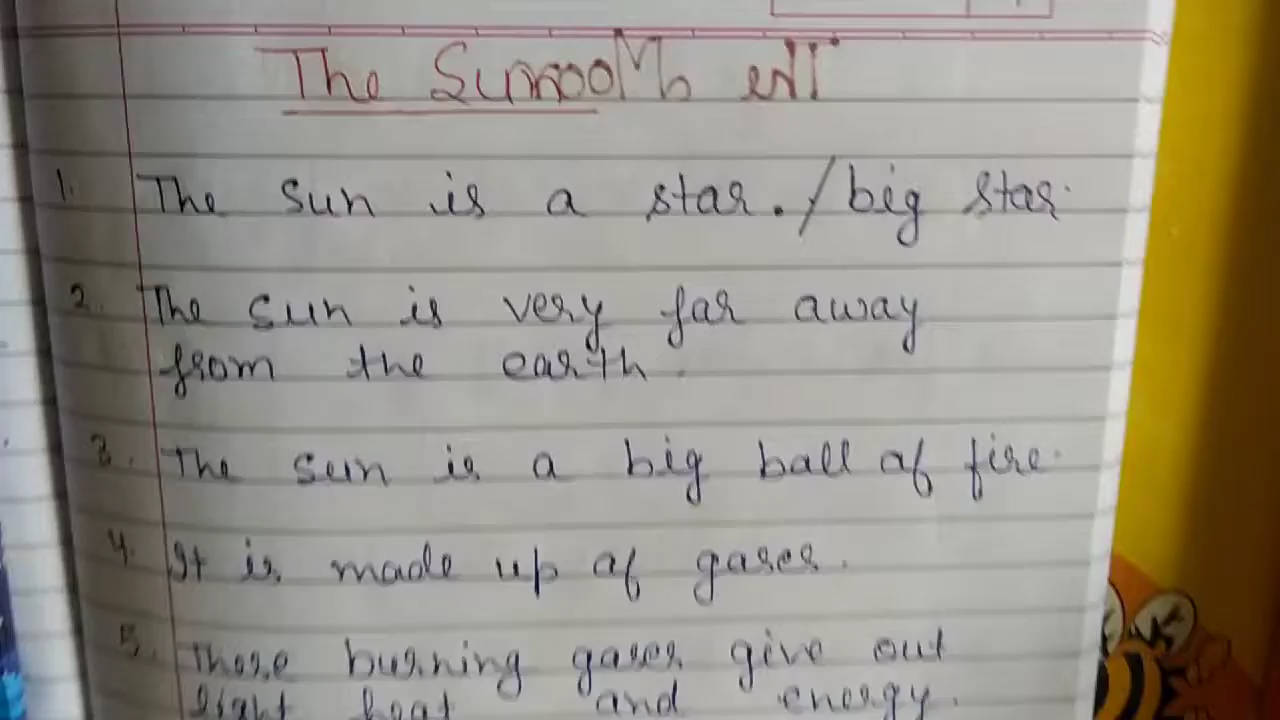 The Sun
1. The sun is a star. / big star.
2. The sun is very far away
from the earth.
3. The sun is a big ball of fire.
4. It is made up of gases.
5. These burning gases give out
light heat and energy.